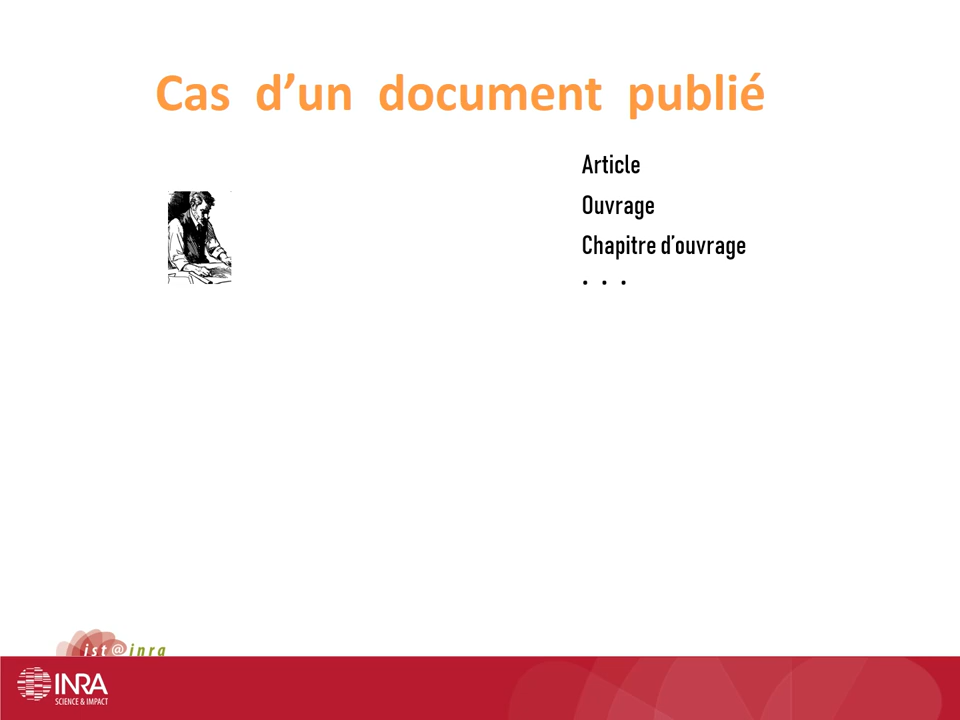 Cas d’un document publié
Article
Ouvrage
Chapitre d’ouvrage
. . .
ist@inra
INRA
SCIENCE & IMPACT